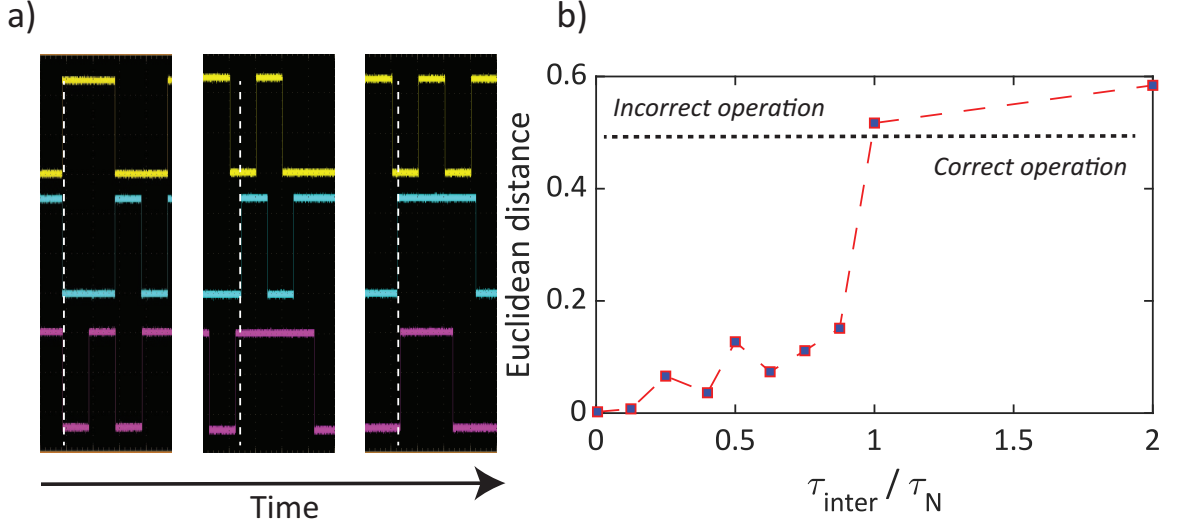 a)
Time
b)
Euclidean distance
0.6
0.4
0.2
0
Incorrect operation
Correct operation
0 0.5 1 1.5 2
τinter / τN